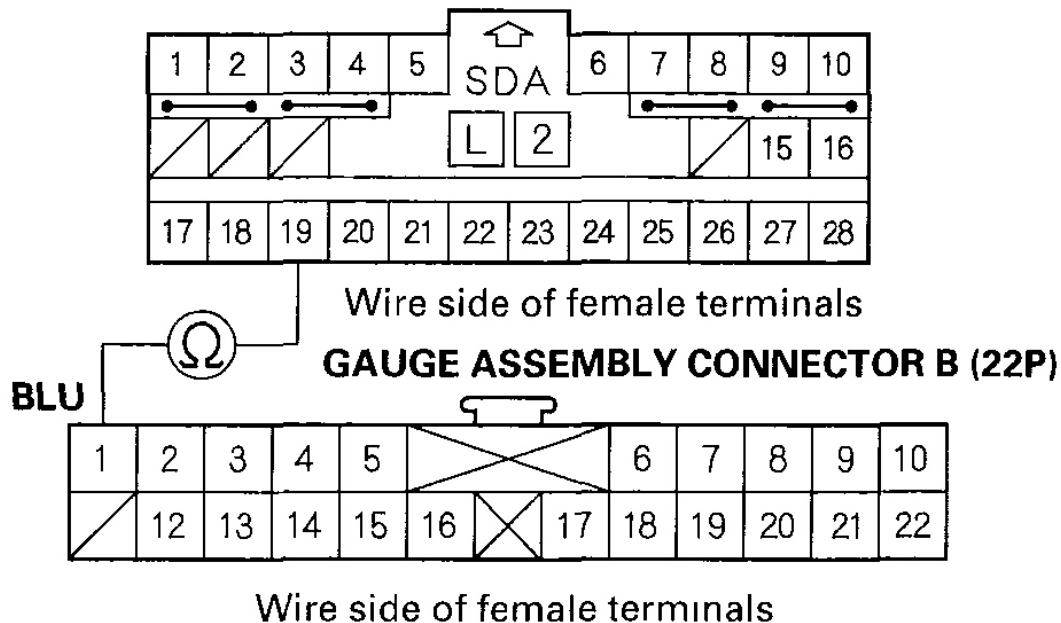 1 2 3 4 5 6 7 8 9 10
SDA
L 2
15 16
17 18 19 20 21 22 23 24 25 26 27 28
Wire side of female terminals
Ω
GAUGE ASSEMBLY CONNECTOR B (22P)
BLU
1 2 3 4 5 6 7 8 9 10
12 13 14 15 16 17 18 19 20 21 22
Wire side of female terminals